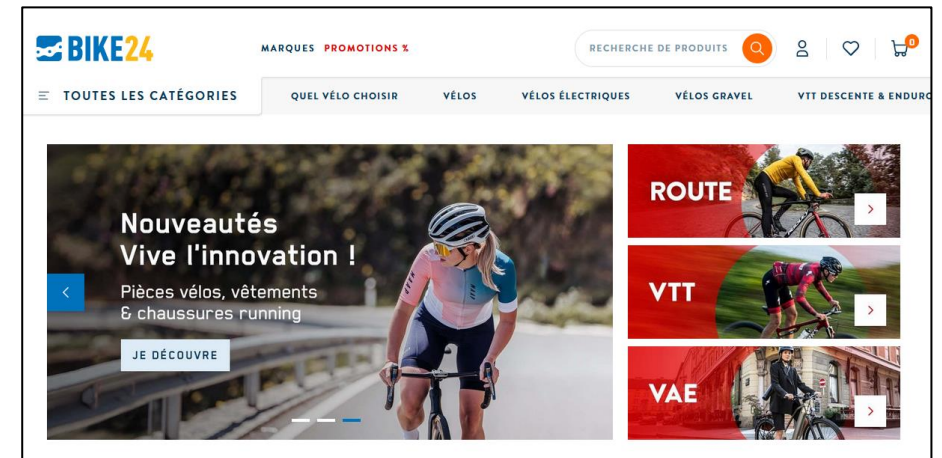 BIKE24
MARQUES PROMOTIONS %
RECHERCHE DE PRODUITS
0
TOUTES LES CATÉGORIES
QUEL VÉLO CHOISIR
VÉLOS
VÉLOS ÉLECTRIQUES
VÉLOS GRAVEL
VTT DESCENTE & ENDURO
Nouveautés
Vive l'innovation !
Pièces vélos, vêtements
& chaussures running
JE DÉCOUVRE
ROUTE
VTT
VAE